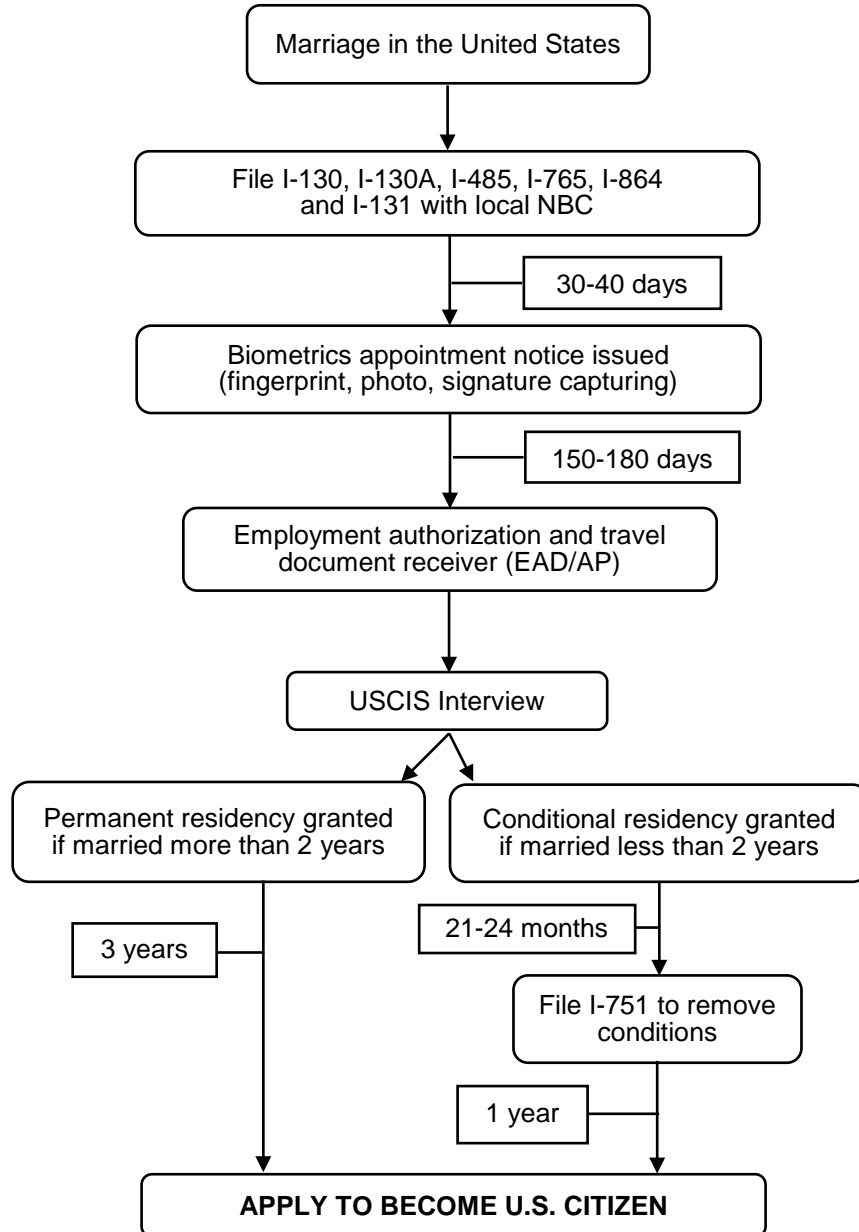 Marriage in the United States
File I-130, I-130A, I-485, I-765, I-864
and I-131 with local NBC
30-40 days
Biometrics appointment notice issued
(fingerprint, photo, signature capturing)
150-180 days
Employment authorization and travel
document receiver (EAD/AP)
USCIS Interview
Permanent residency granted
if married more than 2 years
Conditional residency granted
if married less than 2 years
3 years
21-24 months
File I-751 to remove
conditions
1 year
APPLY TO BECOME U.S. CITIZEN